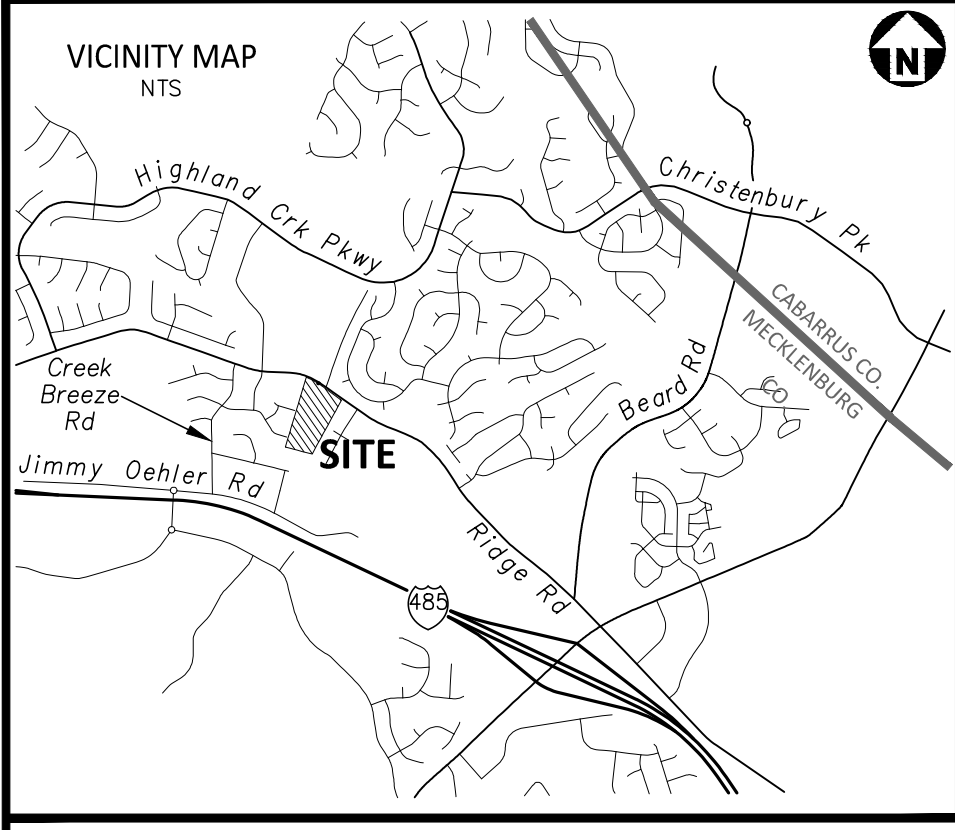 VICINITY MAP
NTS
N
Highland Crk Pkwy
Christenbury Pk
CABARRUS CO.
MECKLENBURG
CO
Beard Rd
Creek
Breeze
Rd
SITE
Jimmy Oehler Rd
Ridge Rd
485